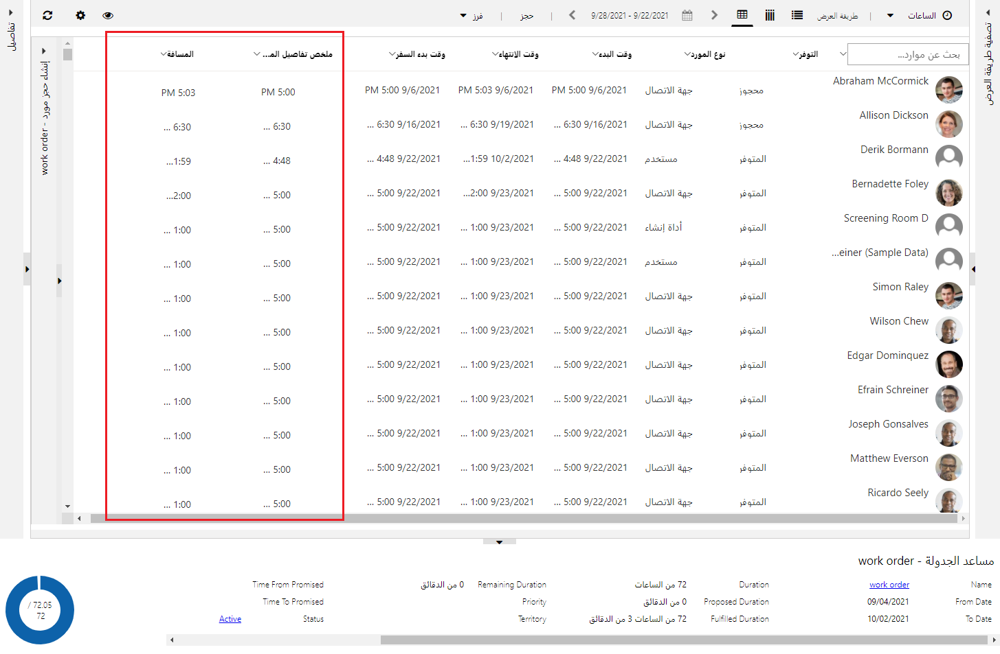 الساعات
طريقة العرض
9/28/2021 - 9/22/2021
حجز
فرز
تصفية طريقة العرض
تفاصيل
إنشاء حجز مورد - work order
بحث عن موارد...
التوفر
نوع المورد
وقت البدء
وقت الانتهاء
وقت بدء السفر
ملخص تفاصيل الم...
المسافة
Abraham McCormick محجوز جهة الاتصال PM 5:00 9/6/2021 PM 5:03 9/6/2021 PM 5:00 9/6/2021 PM 5:00 PM 5:03
Allison Dickson محجوز جهة الاتصال ... 6:30 9/16/2021 ... 6:30 9/19/2021 ... 6:30 9/16/2021 ... 6:30 ... 6:30
Derik Bormann المتوفر مستخدم ... 4:48 9/22/2021 ...1:59 10/2/2021 ... 4:48 9/22/2021 ... 4:48 ...1:59
Bernadette Foley المتوفر جهة الاتصال ... 5:00 9/22/2021 ...2:00 9/23/2021 ... 5:00 9/22/2021 ... 5:00 ...2:00
Screening Room D المتوفر أداة إنشاء ... 5:00 9/22/2021 ... 1:00 9/23/2021 ... 5:00 9/22/2021 ... 5:00 ... 1:00
...einer (Sample Data) المتوفر مستخدم ... 5:00 9/22/2021 ... 1:00 9/23/2021 ... 5:00 9/22/2021 ... 5:00 ... 1:00
Simon Raley المتوفر جهة الاتصال ... 5:00 9/22/2021 ... 1:00 9/23/2021 ... 5:00 9/22/2021 ... 5:00 ... 1:00
Wilson Chew المتوفر جهة الاتصال ... 5:00 9/22/2021 ... 1:00 9/23/2021 ... 5:00 9/22/2021 ... 5:00 ... 1:00
Edgar Dominquez المتوفر جهة الاتصال ... 5:00 9/22/2021 ... 1:00 9/23/2021 ... 5:00 9/22/2021 ... 5:00 ... 1:00
Efrain Schreiner المتوفر جهة الاتصال ... 5:00 9/22/2021 ... 1:00 9/23/2021 ... 5:00 9/22/2021 ... 5:00 ... 1:00
Joseph Gonsalves المتوفر جهة الاتصال ... 5:00 9/22/2021 ... 1:00 9/23/2021 ... 5:00 9/22/2021 ... 5:00 ... 1:00
Matthew Everson المتوفر جهة الاتصال ... 5:00 9/22/2021 ... 1:00 9/23/2021 ... 5:00 9/22/2021 ... 5:00 ... 1:00
Ricardo Seely المتوفر جهة الاتصال ... 5:00 9/22/2021 ... 1:00 9/23/2021 ... 5:00 9/22/2021 ... 5:00 ... 1:00
مساعد الجدولة - work order
Name work order Duration 72 من الساعات Remaining Duration 0 من الدقائق Time From Promised
From Date 09/04/2021 Proposed Duration 0 من الدقائق Priority Time To Promised
To Date 10/02/2021 Fulfilled Duration 72 من الساعات 3 من الدقائق Territory Status Active
/ 72.05
72